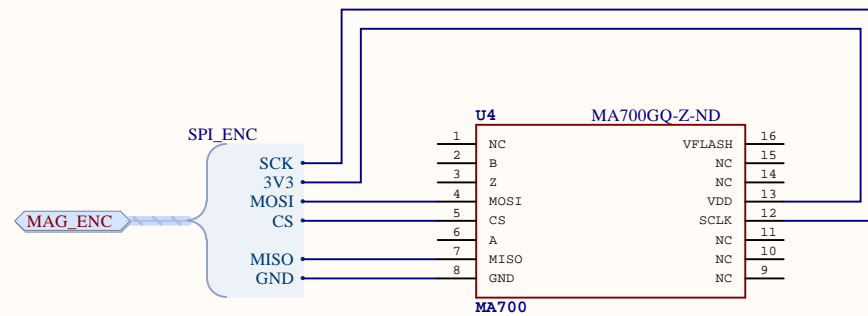 U4
MA700GQ-Z-ND
SPI_ENC
SCK
3V3
MOSI
CS
MISO
GND
MAG_ENC
1 NC
2 B
3 Z
4 MOSI
5 CS
6 A
7 MISO
8 GND
VFLASH 16
NC 15
NC 14
VDD 13
SCLK 12
NC 11
NC 10
NC 9
MA700